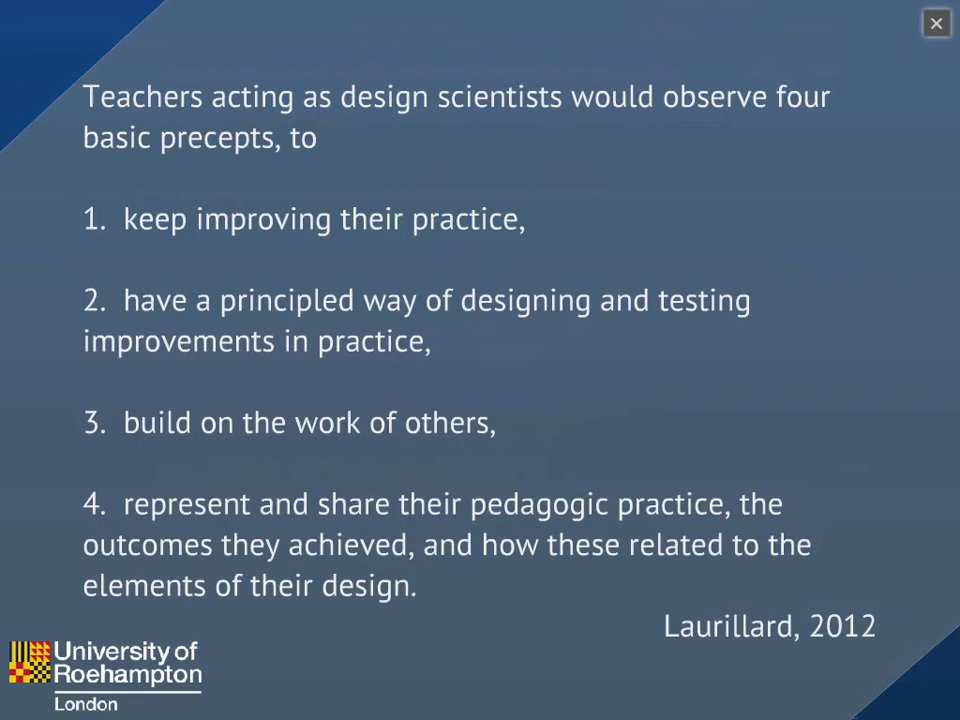 Teachers acting as design scientists would observe four
basic precepts, to
1. keep improving their practice,
2. have a principled way of designing and testing
improvements in practice,
3. build on the work of others,
4. represent and share their pedagogic practice, the
outcomes they achieved, and how these related to the
elements of their design.
Laurillard, 2012
University of
Roehampton
London